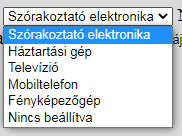 Szórakoztató elektronika
Szórakoztató elektronika
Háztartási gép
Televízió
Mobiltelefon
Fényképezőgép
Nincs beállítva